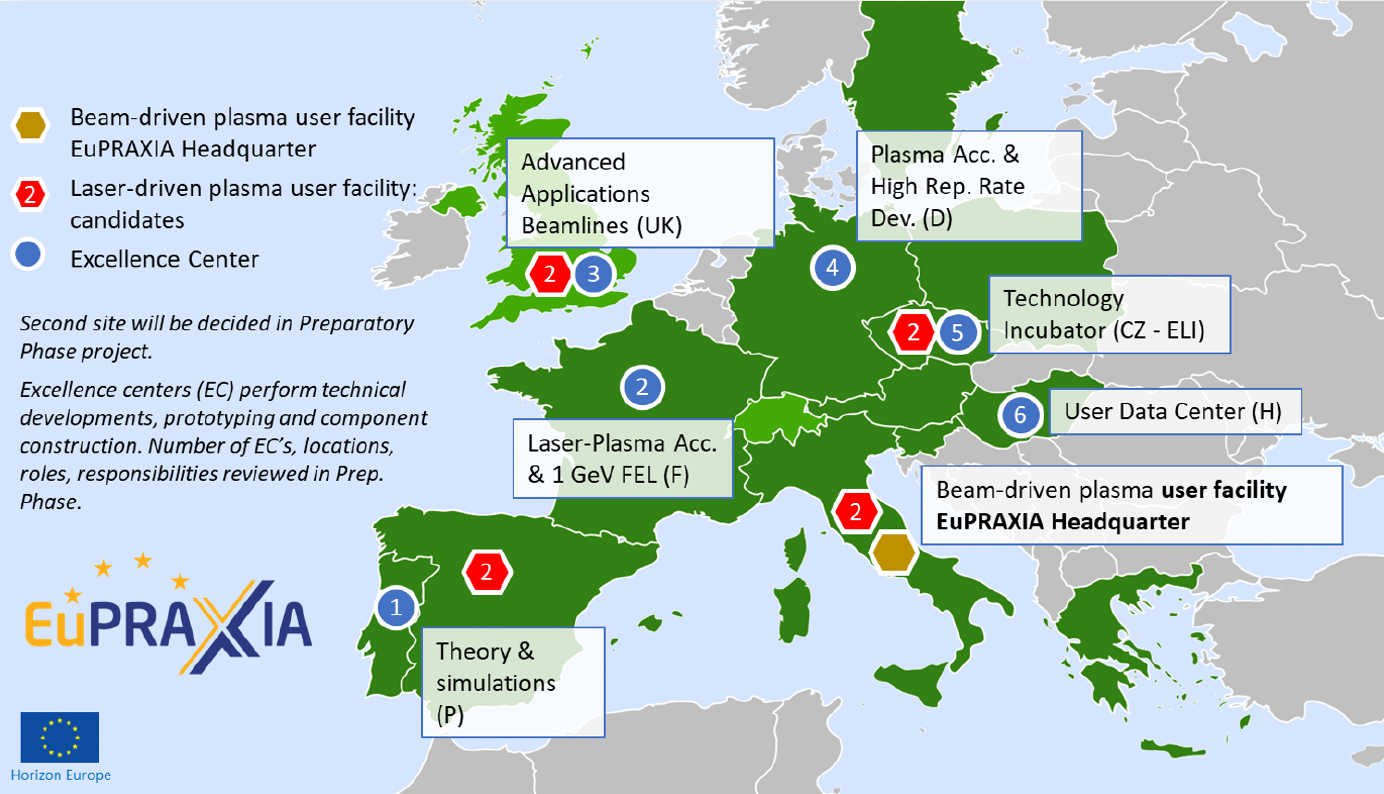 Beam-driven plasma user facility
EuPRAXIA Headquarter
2
Laser-driven plasma user facility:
candidates
Excellence Center
Second site will be decided in Preparatory
Phase project.
Excellence centers (EC) perform technical
developments, prototyping and component
construction. Number of EC's, locations,
roles, responsibilities reviewed in Prep.
Phase.
EuPRAXIA
Horizon Europe
Advanced
Applications
Beamlines (UK)
2
3
Plasma Acc. &
High Rep. Rate
Dev. (D)
4
Technology
Incubator (CZ - ELI)
2
5
2
Laser-Plasma Acc.
& 1 GeV FEL (F)
6
User Data Center (H)
Beam-driven plasma user facility
EuPRAXIA Headquarter
2
2
1
Theory &
simulations
(P)